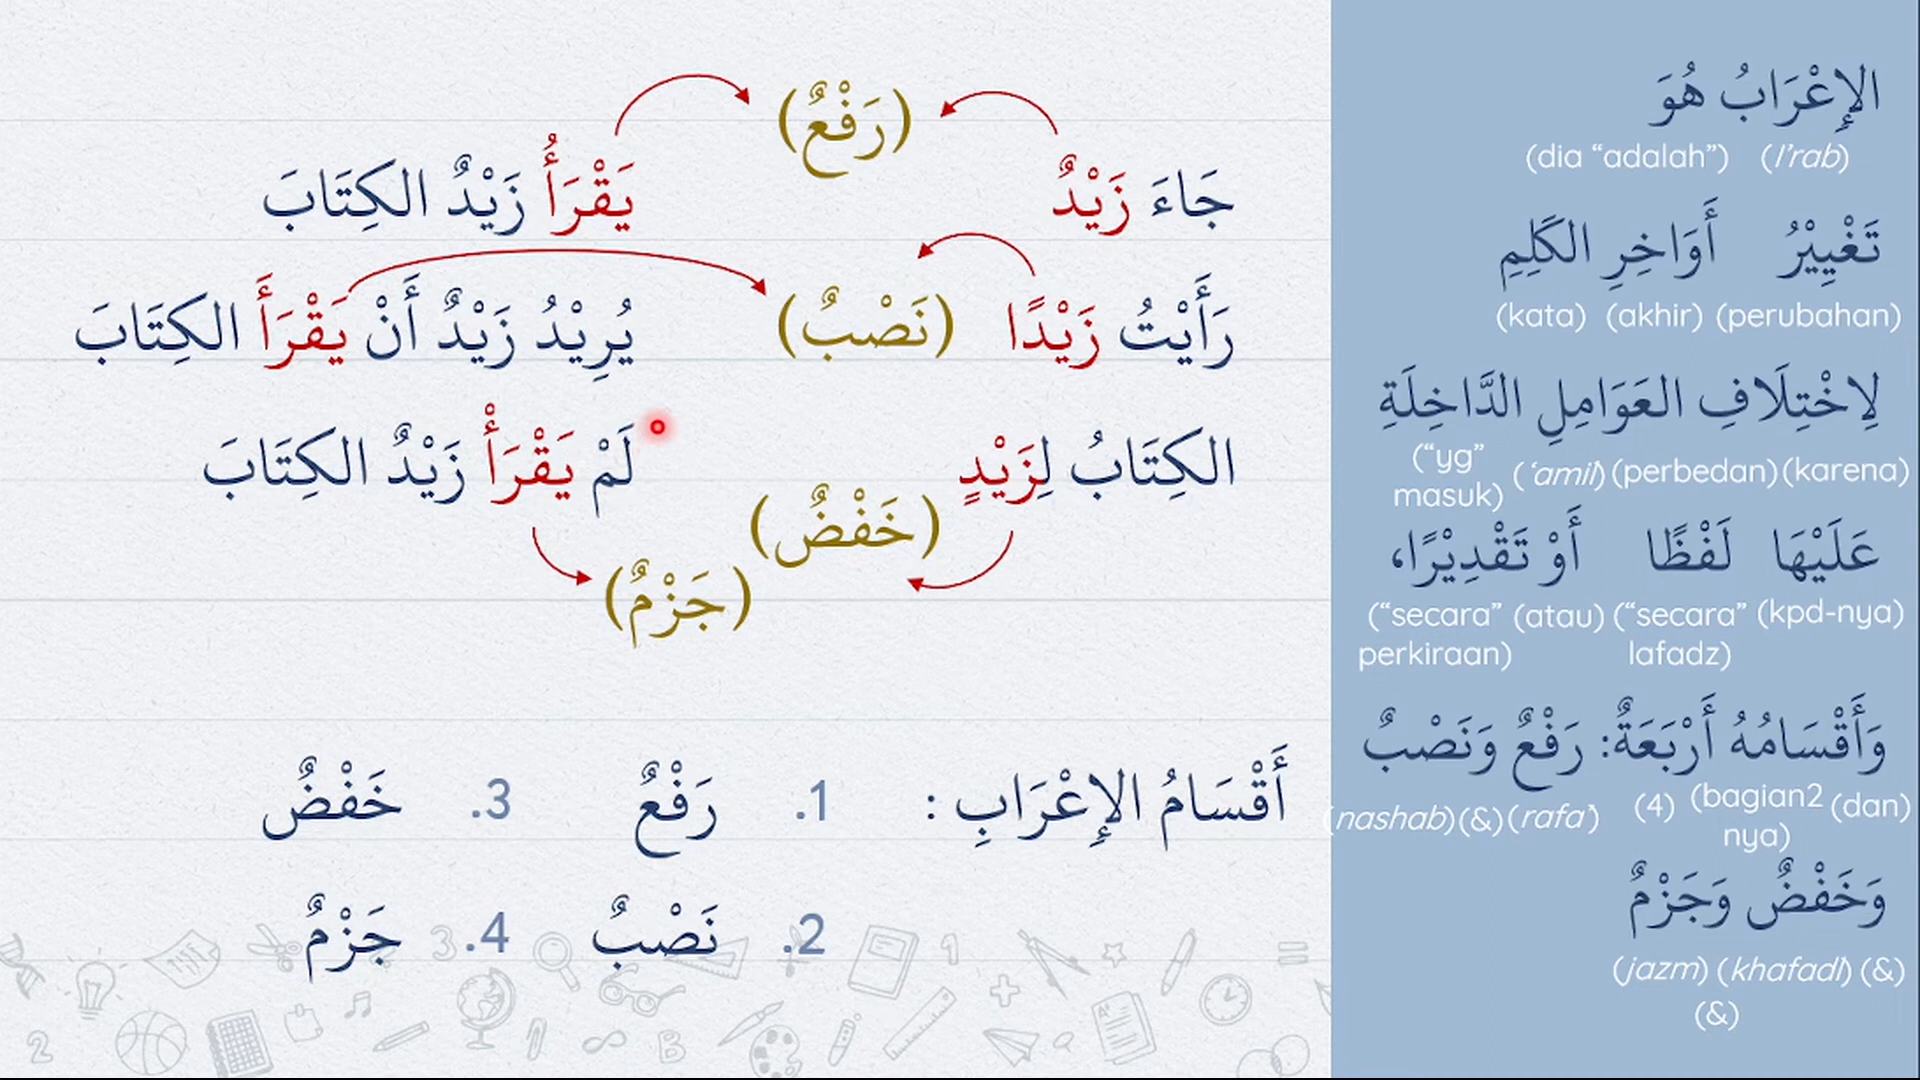 (رَفْعٌ)
جَاءَ زَيْدٌ
يَقْرَأُ زَيْدٌ الكِتَابَ
رَأَيْتُ زَيْدًا
(نَصْبٌ)
يُرِيْدُ زَيْدٌ أَنْ يَقْرَأَ الكِتَابَ
الكِتَابُ لِزَيْدٍ
لَمْ يَقْرَأْ زَيْدٌ الكِتَابَ
(خَفْضٌ)
(جَزْمٌ)
أَقْسَامُ الإِعْرَابِ :
1. رَفْعٌ
3. خَفْضٌ
2. نَصْبٌ
4. جَزْمٌ
الإِعْرَابُ هُوَ
(dia “adalah”) (I’rab)
تَغْيِيْرُ أَوَاخِرِ الكَلِمِ
(kata) (akhir) (perubahan)
لِاخْتِلَافِ العَوَامِلِ الدَّاخِلَةِ
(“yg” masuk) (‘amil) (perbedan) (karena)
عَلَيْهَا لَفْظًا أَوْ تَقْدِيْرًا،
(“secara” perkiraan) (atau) (“secara” lafadz) (kpd-nya)
وَأَقْسَامُهُ أَرْبَعَةٌ: رَفْعٌ وَنَصْبٌ
(nashab) (&) (rafa’) (4) (bagian2 nya) (dan)
وَخَفْضٌ وَجَزْمٌ
(jazm) (khafadl) (&)
(&)